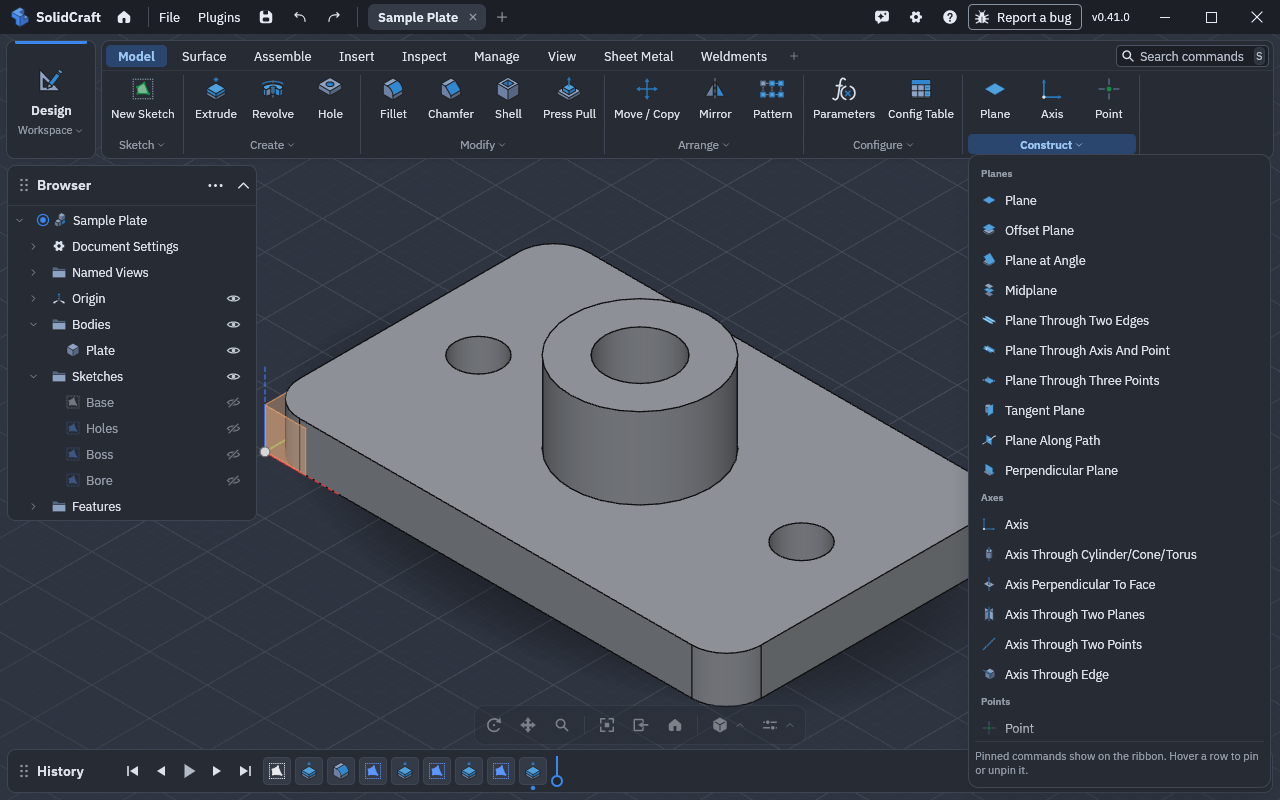 SolidCraft
File
Plugins
Sample Plate
Report a bug
v0.41.0
Design
Workspace
Model
Surface
Assemble
Insert
Inspect
Manage
View
Sheet Metal
Weldments
Search commands
S
New Sketch
Extrude
Revolve
Hole
Fillet
Chamfer
Shell
Press Pull
Move / Copy
Mirror
Pattern
Parameters
Config Table
Plane
Axis
Point
Sketch
Create
Modify
Arrange
Configure
Construct
Browser
Sample Plate
Document Settings
Named Views
Origin
Bodies
Plate
Sketches
Base
Holes
Boss
Bore
Features
Planes
Plane
Offset Plane
Plane at Angle
Midplane
Plane Through Two Edges
Plane Through Axis And Point
Plane Through Three Points
Tangent Plane
Plane Along Path
Perpendicular Plane
Axes
Axis
Axis Through Cylinder/Cone/Torus
Axis Perpendicular To Face
Axis Through Two Planes
Axis Through Two Points
Axis Through Edge
Points
Point
Pinned commands show on the ribbon. Hover a row to pin
or unpin it.
History